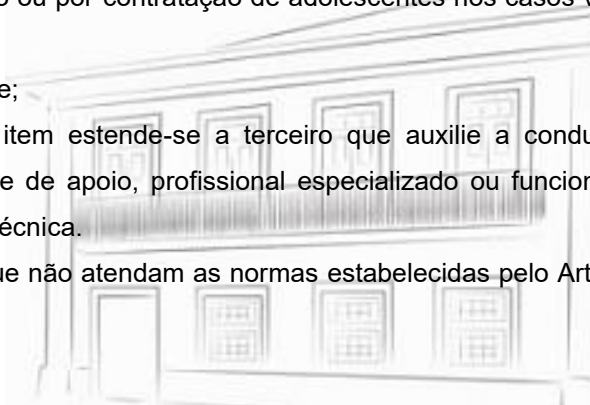 ou por contratação de adolescentes nos casos
e;
item estende-se a terceiro que auxilie a condu
e de apoio, profissional especializado ou funcion
écnica.
ue não atendam as normas estabelecidas pelo Art